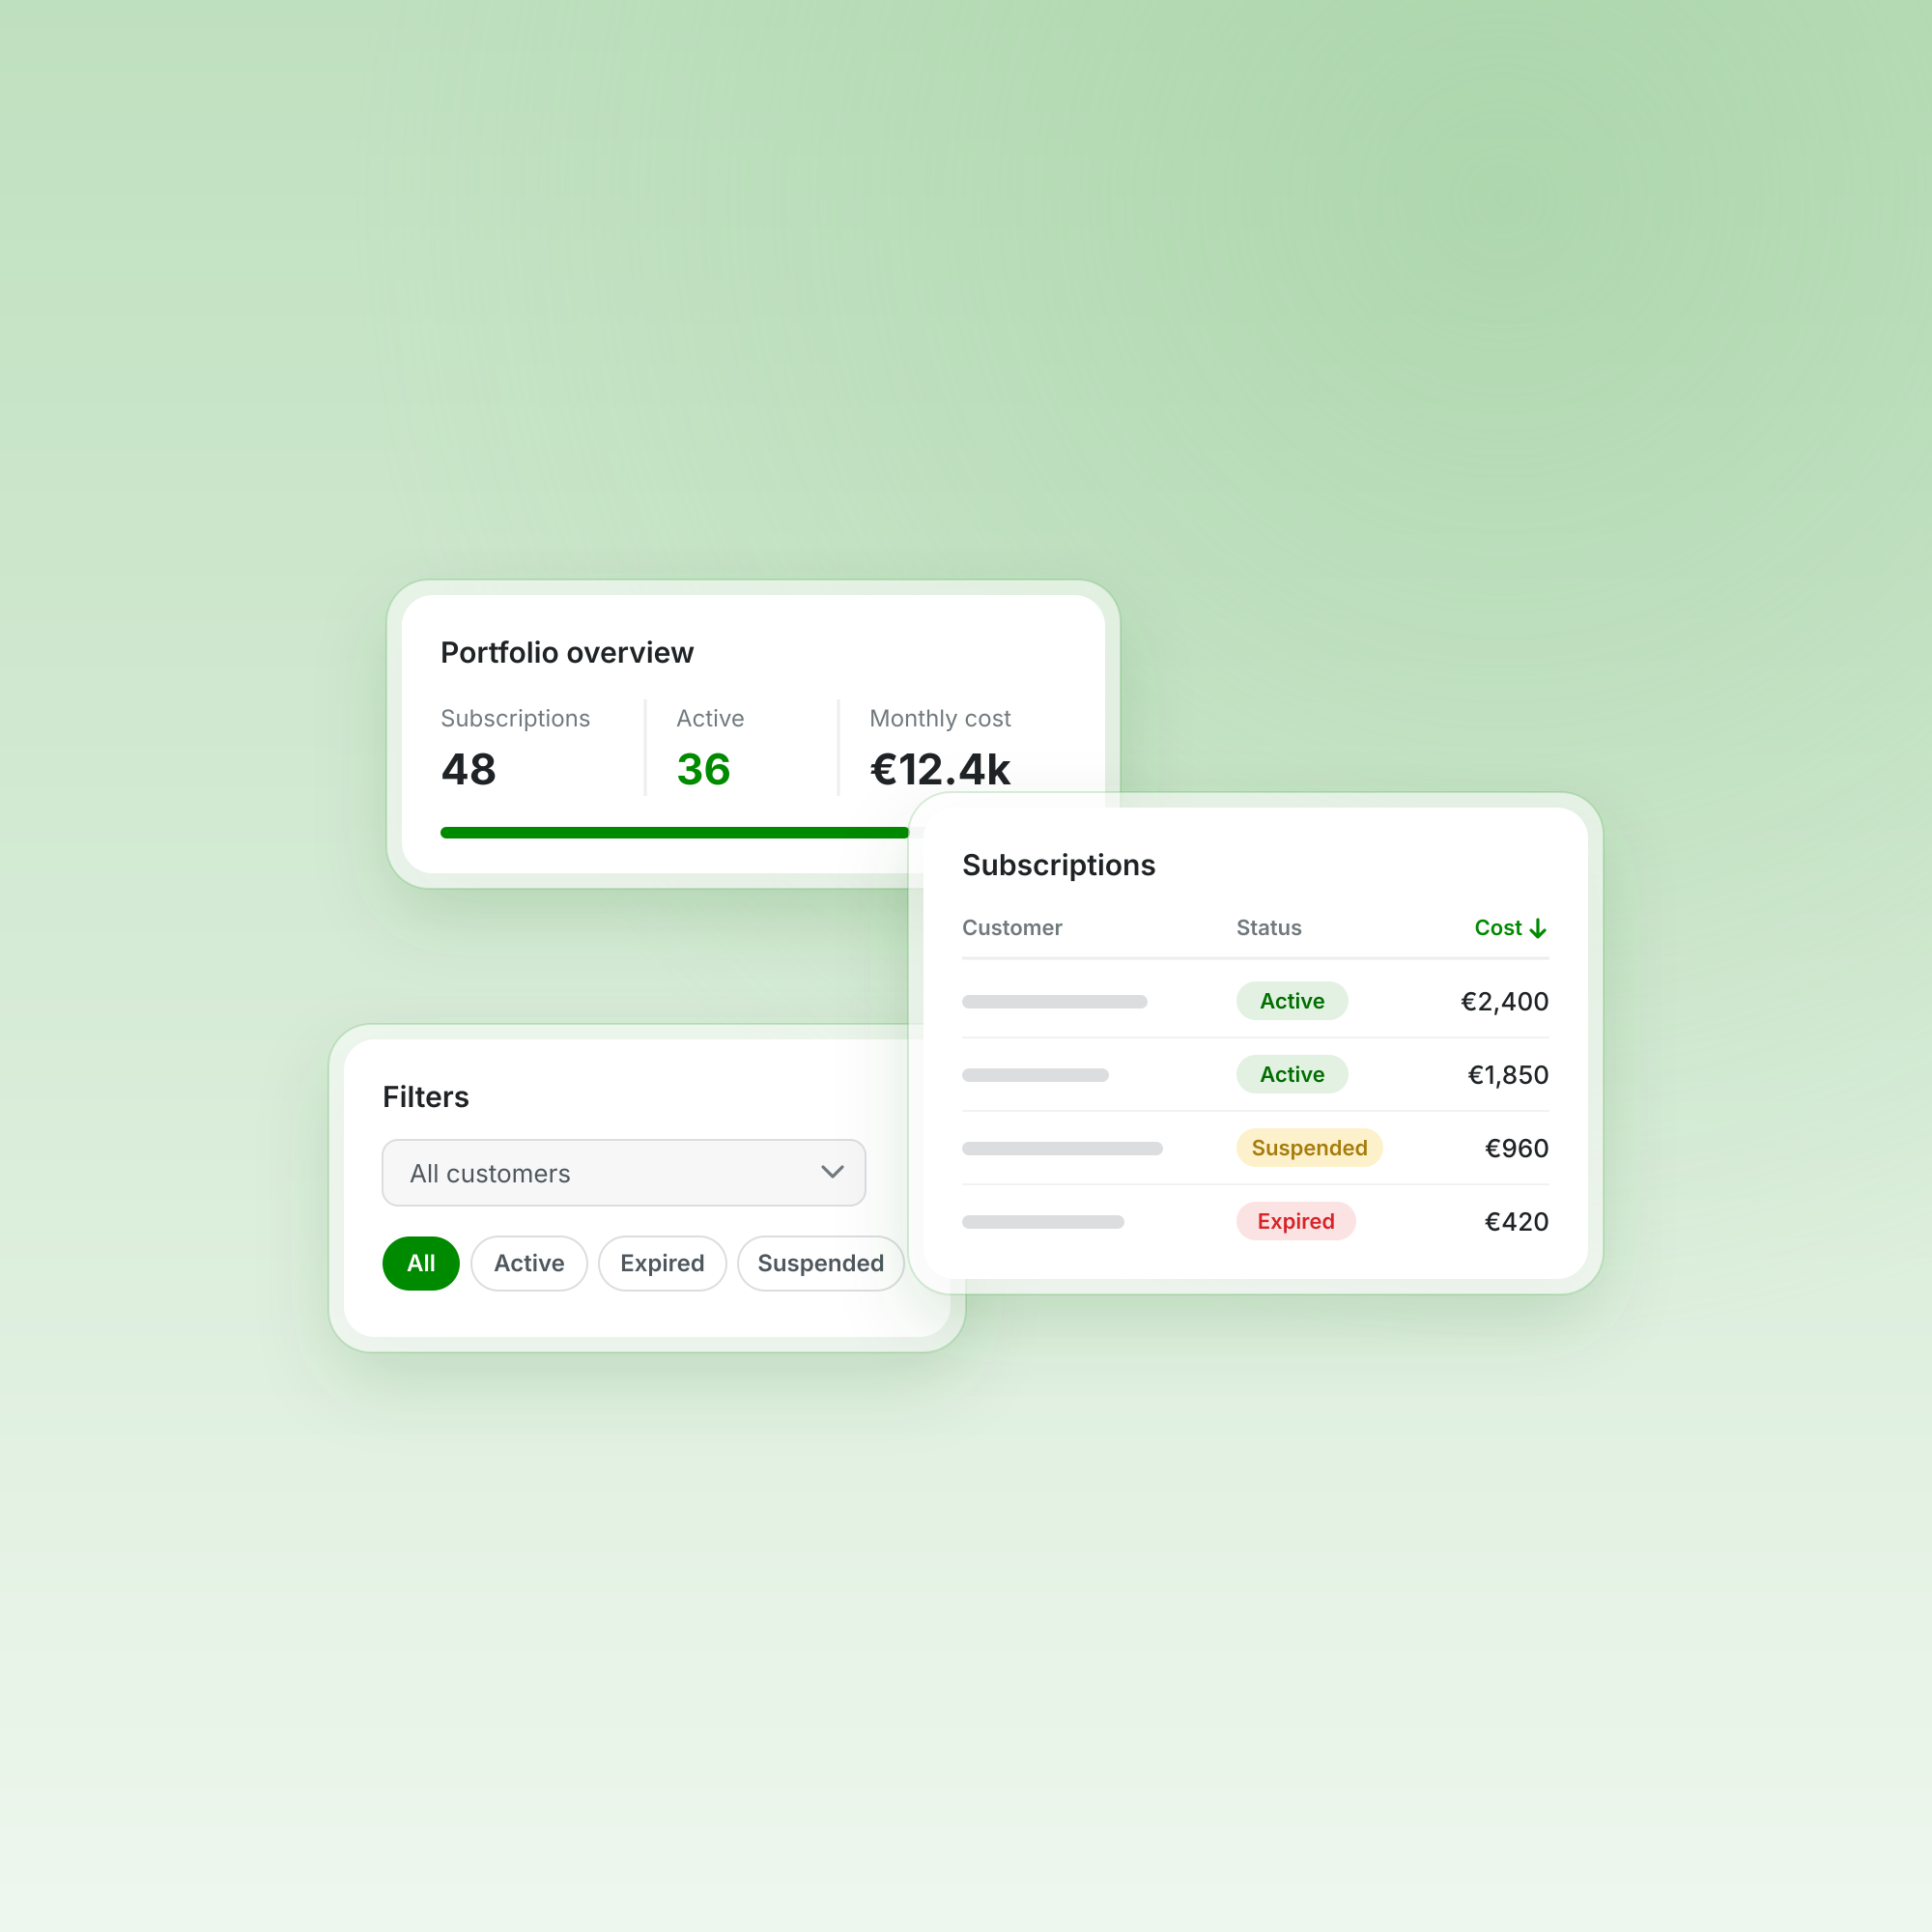 Portfolio overview
Subscriptions Active Monthly cost
48 36 €12.4k
Subscriptions
Customer Status Cost ↓
Active €2,400
Active €1,850
Suspended €960
Expired €420
Filters
All customers
All Active Expired Suspended